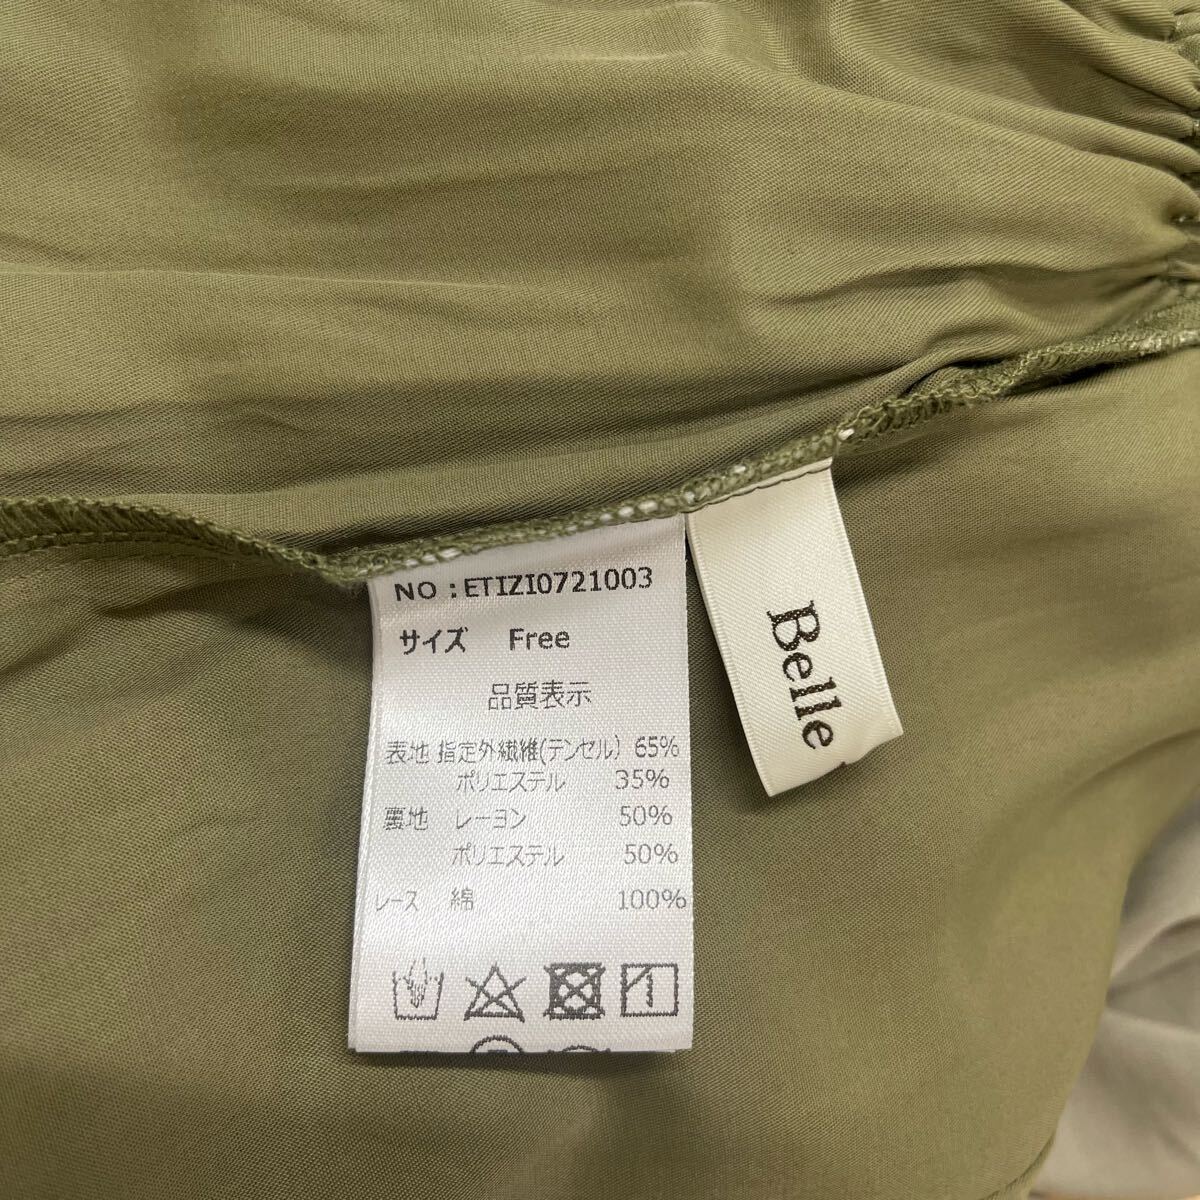 NO : ETIZI0721003
サイズ Free
品質表示
表地 指定外繊維(テンセル) 65%
ポリエステル 35%
裏地 レーヨン 50%
ポリエステル 50%
レース 綿 100%
Belle